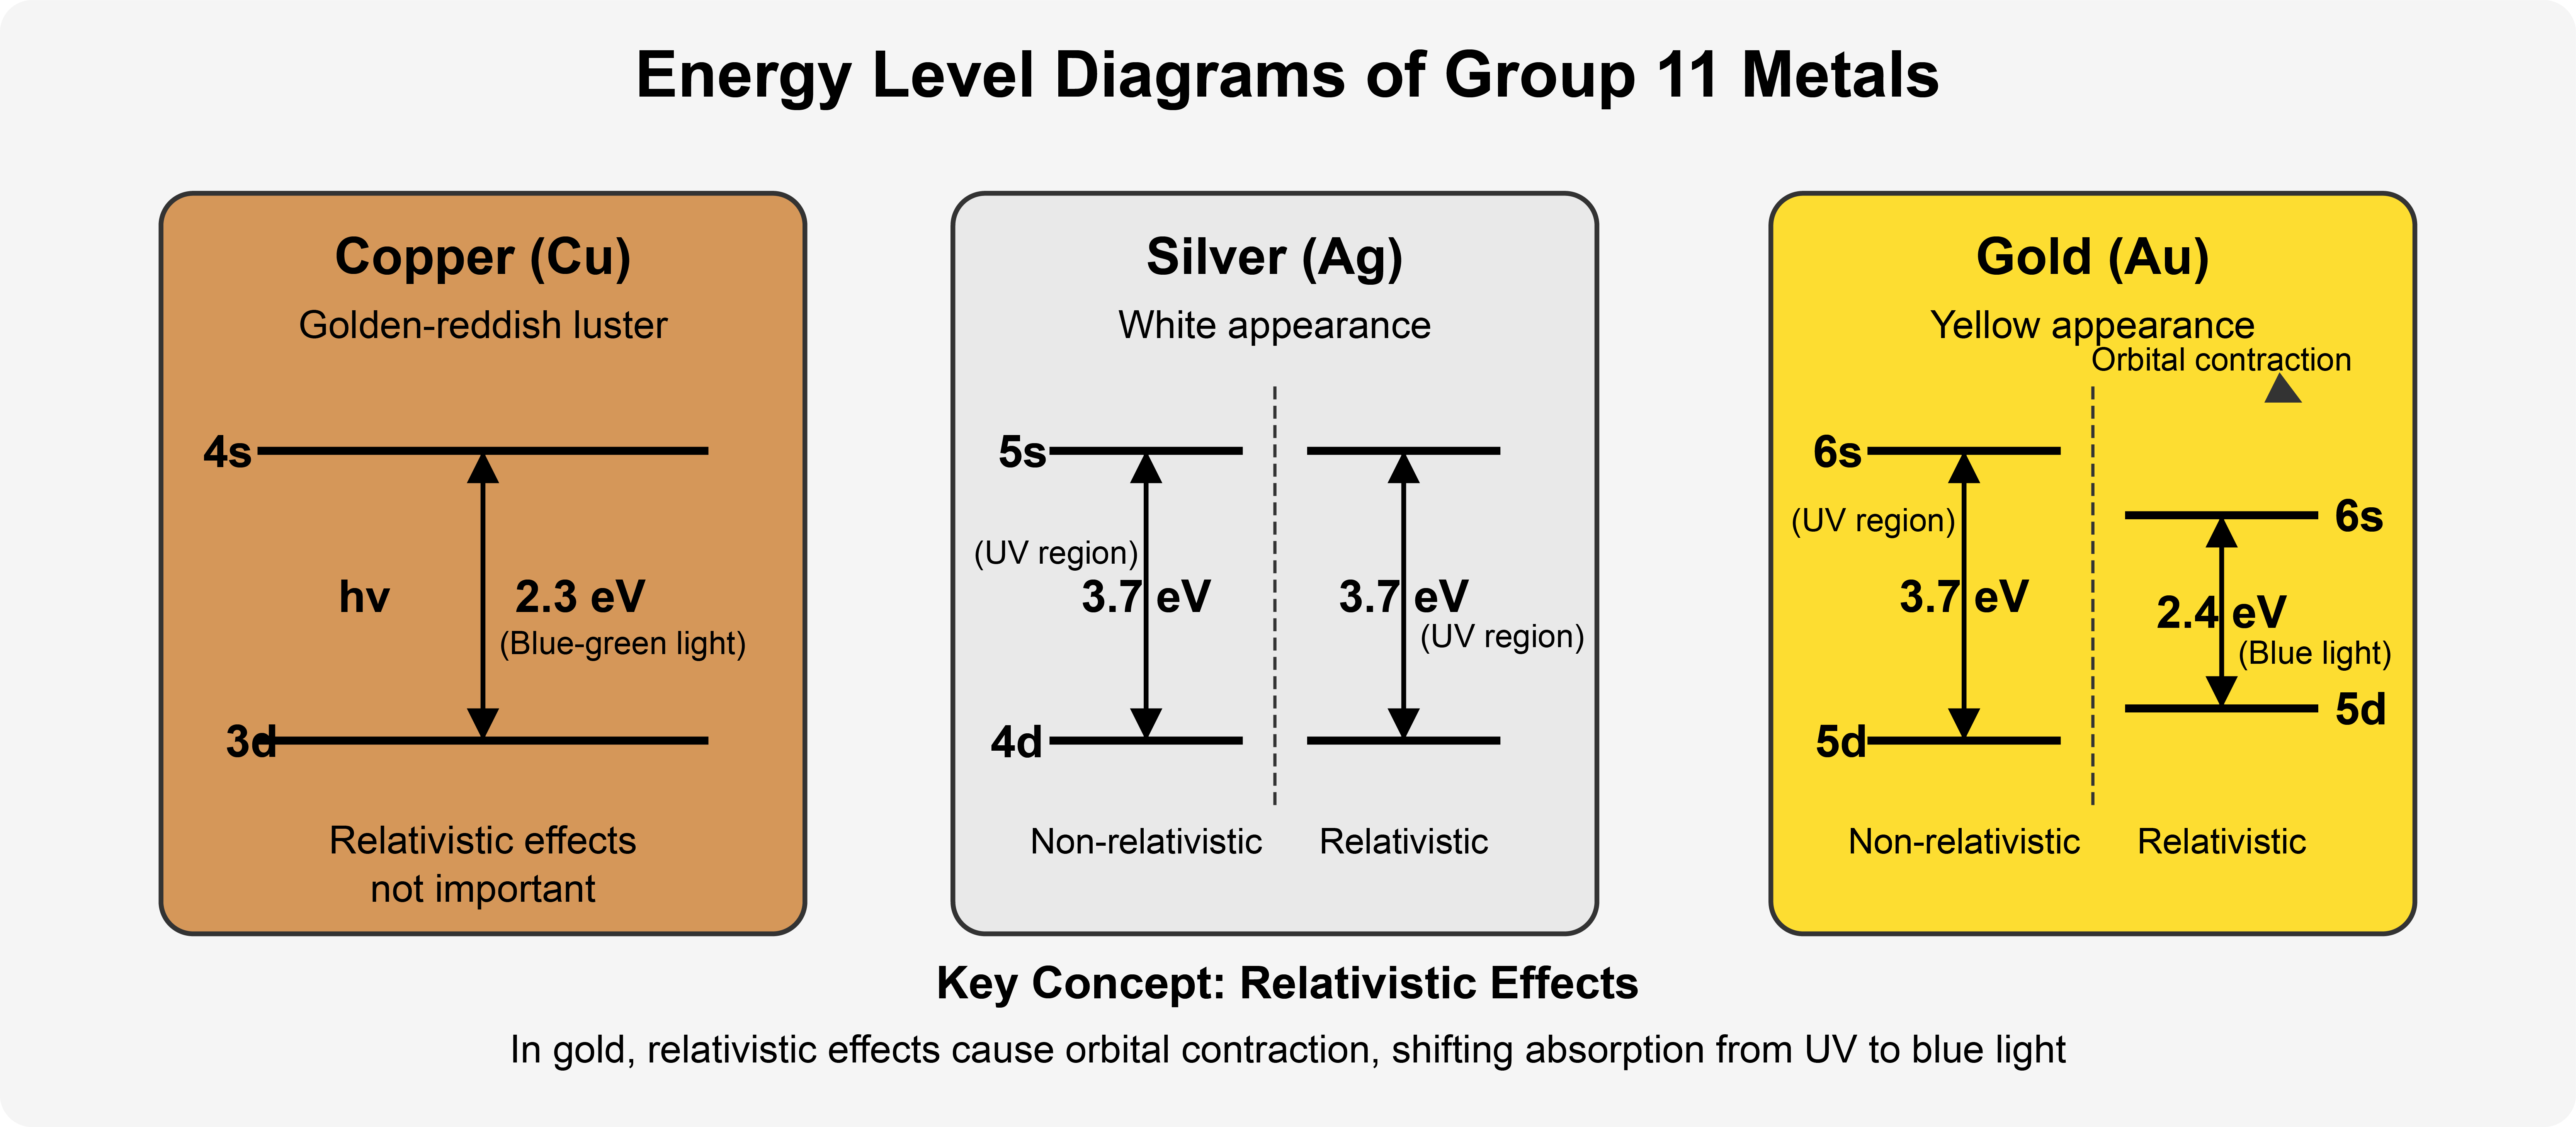 Energy Level Diagrams of Group 11 Metals
Copper (Cu)
Golden-reddish luster
4s
hv
2.3 eV
(Blue-green light)
3d
Relativistic effects
not important
Silver (Ag)
White appearance
5s
(UV region)
3.7 eV
3.7 eV
(UV region)
4d
Non-relativistic
Relativistic
Gold (Au)
Yellow appearance
Orbital contraction
6s
(UV region)
6s
3.7 eV
2.4 eV
(Blue light)
5d
5d
Non-relativistic
Relativistic
Key Concept: Relativistic Effects
In gold, relativistic effects cause orbital contraction, shifting absorption from UV to blue light